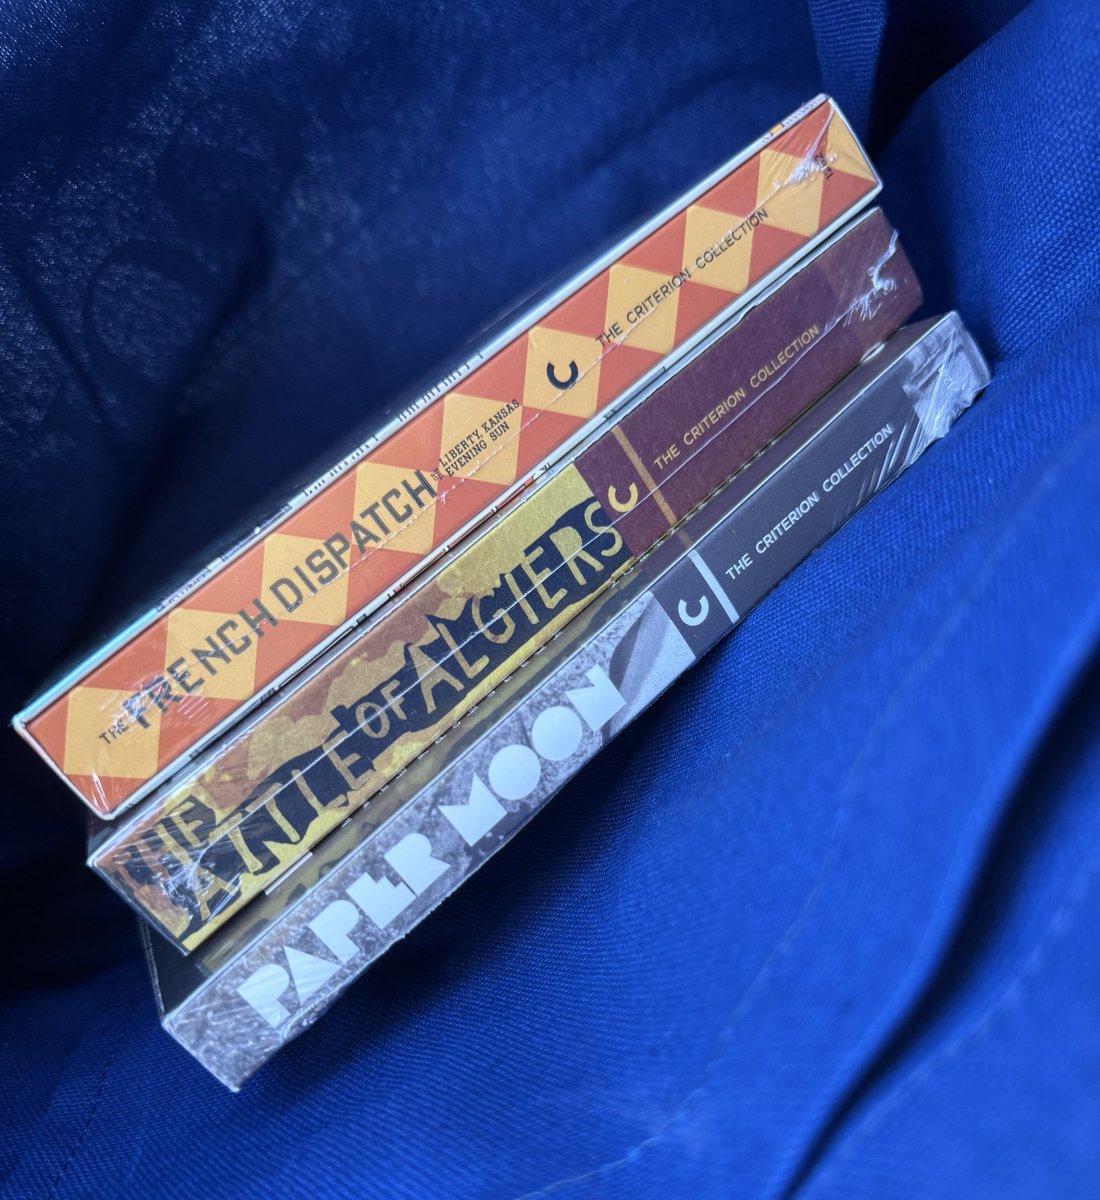 THE FRENCH DISPATCH OF THE LIBERTY, KANSAS
EVENING SUN
THE CRITERION COLLECTION
THE BATTLE OF ALGIERS
THE CRITERION COLLECTION
PAPER MOON
THE CRITERION COLLECTION